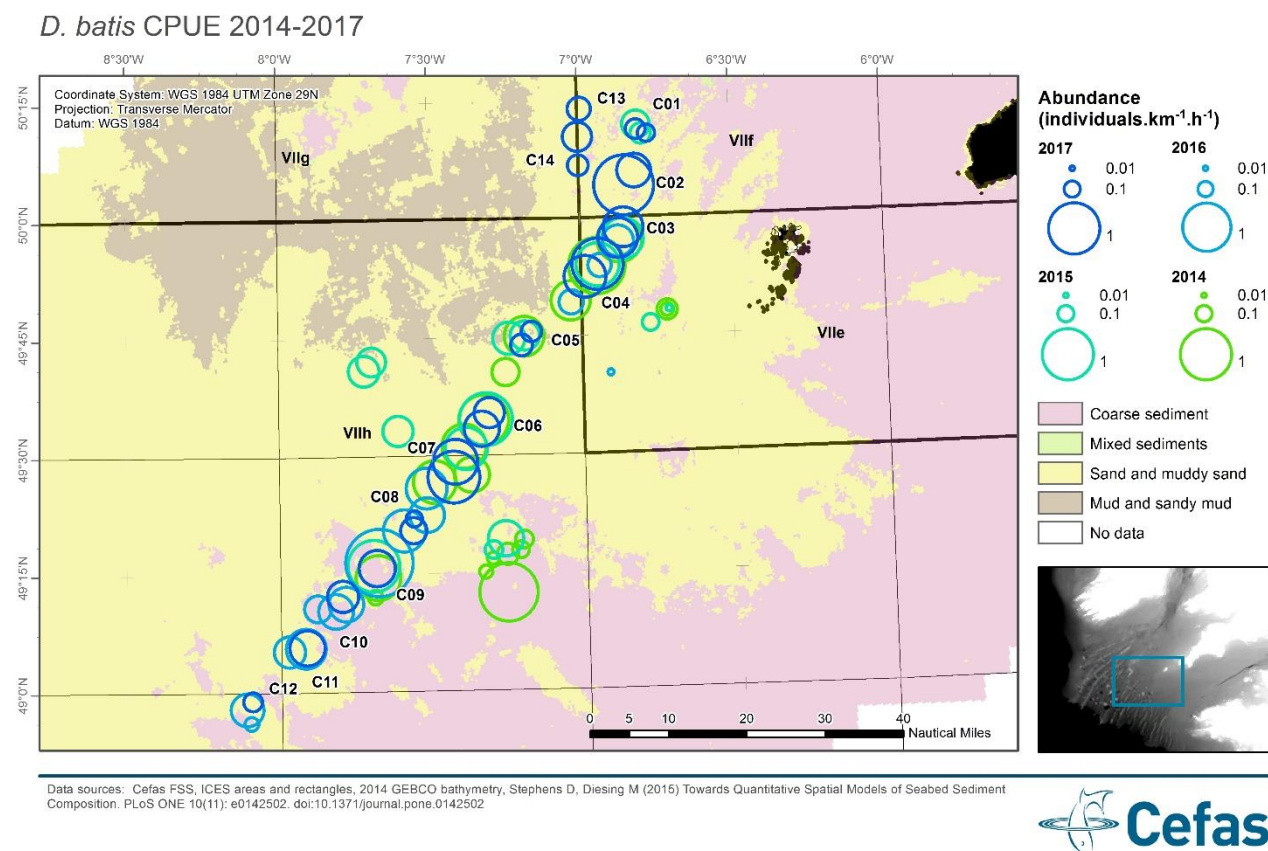 D. batis CPUE 2014-2017
8°30'W
8°0'W
7°30'W
7°0'W
6°30'W
6°0'W
Coordinate System: WGS 1984 UTM Zone 29N
Projection: Transverse Mercator
Datum: WGS 1984
50°15'N
50°0'N
49°45'N
49°30'N
49°15'N
49°0'N
C13
C01
VIIg
C14
VIIf
C02
C03
C04
C05
VIIe
VIIh
C06
C07
C08
C09
C10
C11
C12
0 5 10 20 30 40
Nautical Miles
Abundance
(individuals.km-1.h-1)
2017
0.01
0.1
1
2016
0.01
0.1
1
2015
0.01
0.1
1
2014
0.01
0.1
1
Coarse sediment
Mixed sediments
Sand and muddy sand
Mud and sandy mud
No data
Data sources: Cefas FSS, ICES areas and rectangles, 2014 GEBCO bathymetry, Stephens D, Diesing M (2015) Towards Quantitative Spatial Models of Seabed Sediment
Composition. PLoS ONE 10(11): e0142502. doi:10.1371/journal.pone.0142502
Cefas